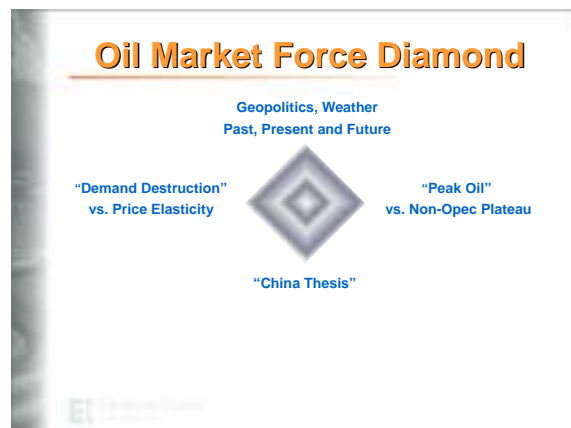 Oil Market Force Diamond
Geopolitics, Weather
Past, Present and Future
“Demand Destruction”
vs. Price Elasticity
“Peak Oil”
vs. Non-Opec Plateau
“China Thesis”